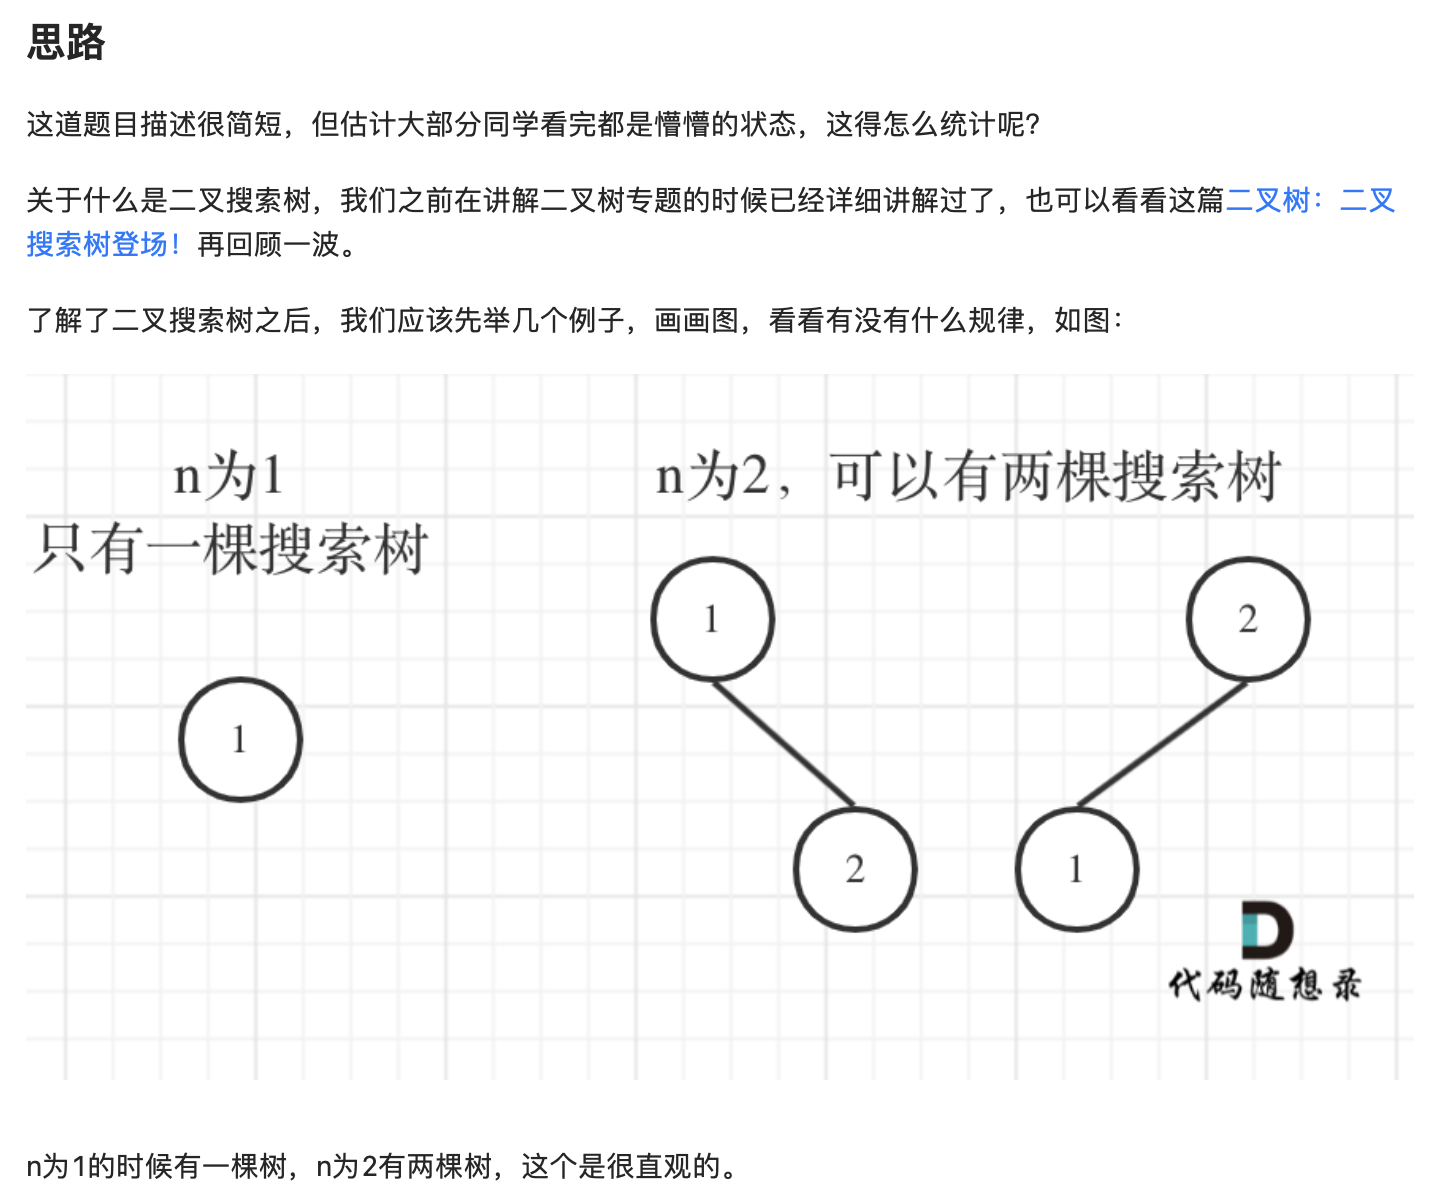 思路
这道题目描述很简短，但估计大部分同学看完都是懵懵的状态，这得怎么统计呢？
关于什么是二叉搜索树，我们之前在讲解二叉树专题的时候已经详细讲解过了，也可以看看这篇二叉树：二叉
搜索树登场！再回顾一波。
了解了二叉搜索树之后，我们应该先举几个例子，画画图，看看有没有什么规律，如图：
n为1
只有一棵搜索树
1
n为2，可以有两棵搜索树
1
2
2
1
代码随想录
n为1的时候有一棵树，n为2有两棵树，这个是很直观的。